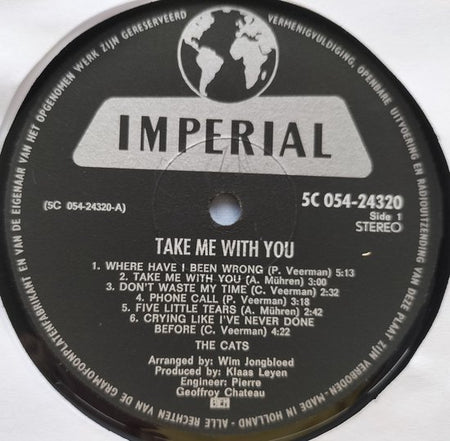 ALLE RECHTEN VAN DE GRAMOFOONPLATENFABRIKANT EN VAN DE EIGENAAR VAN HET OPGENOMEN WERK ZIJN GERESERVEERD
VERMENIGVULDIGING, OPENBARE UITVOERING EN RADIOUITZENDING VAN DEZE PLAAT ZIJN VERBODEN - MADE IN HOLLAND -
IMPERIAL
(5C 054-24320-A)
5C 054-24320
Side 1
STEREO
TAKE ME WITH YOU
1. WHERE HAVE I BEEN WRONG (P. Veerman) 5:13
2. TAKE ME WITH YOU (A. Mühren) 3:00
3. DON'T WASTE MY TIME (C. Veerman) 2:32
4. PHONE CALL (P. Veerman) 3:18
5. FIVE LITTLE TEARS (A. Mühren) 2:42
6. CRYING LIKE I'VE NEVER DONE
BEFORE (C. Veerman) 4:22
THE CATS
Arranged by: Wim Jongbloed
Produced by: Klaas Leyen
Engineer: Pierre
Geoffroy Chateau